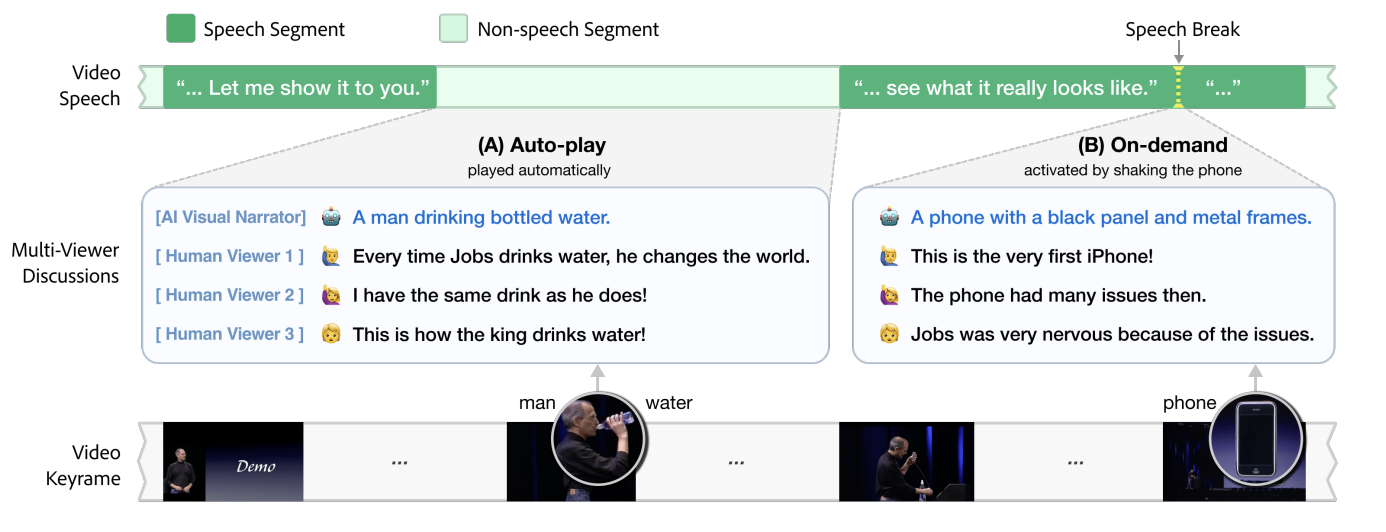 Speech Segment
Non-speech Segment
Speech Break
Video
Speech
“... Let me show it to you.”
“... see what it really looks like.”
“...”
(A) Auto-play
played automatically
(B) On-demand
activated by shaking the phone
Multi-Viewer
Discussions
[AI Visual Narrator] A man drinking bottled water.
[ Human Viewer 1 ] Every time Jobs drinks water, he changes the world.
[ Human Viewer 2 ] I have the same drink as he does!
[ Human Viewer 3 ] This is how the king drinks water!
A phone with a black panel and metal frames.
This is the very first iPhone!
The phone had many issues then.
Jobs was very nervous because of the issues.
man
water
phone
Video
Keyrame
Demo
...
...
...